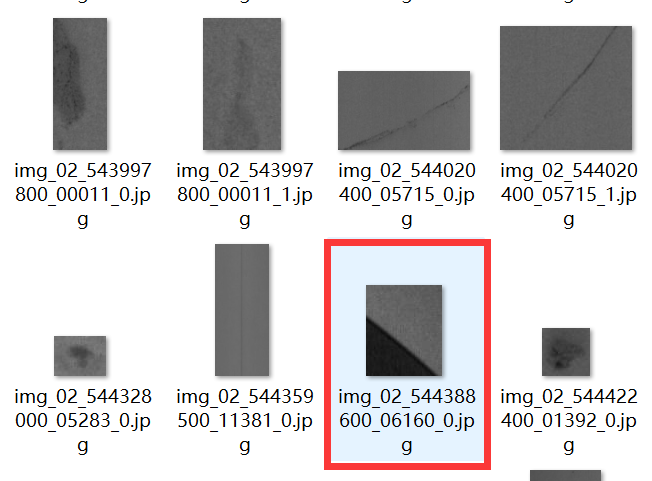 img_02_543997
800_00011_0.jp
g
img_02_543997
800_00011_1.jp
g
img_02_544020
400_05715_0.jp
g
img_02_544020
400_05715_1.jp
g
img_02_544328
000_05283_0.jp
g
img_02_544359
500_11381_0.jp
g
img_02_544388
600_06160_0.jp
g
img_02_544422
400_01392_0.jp
g